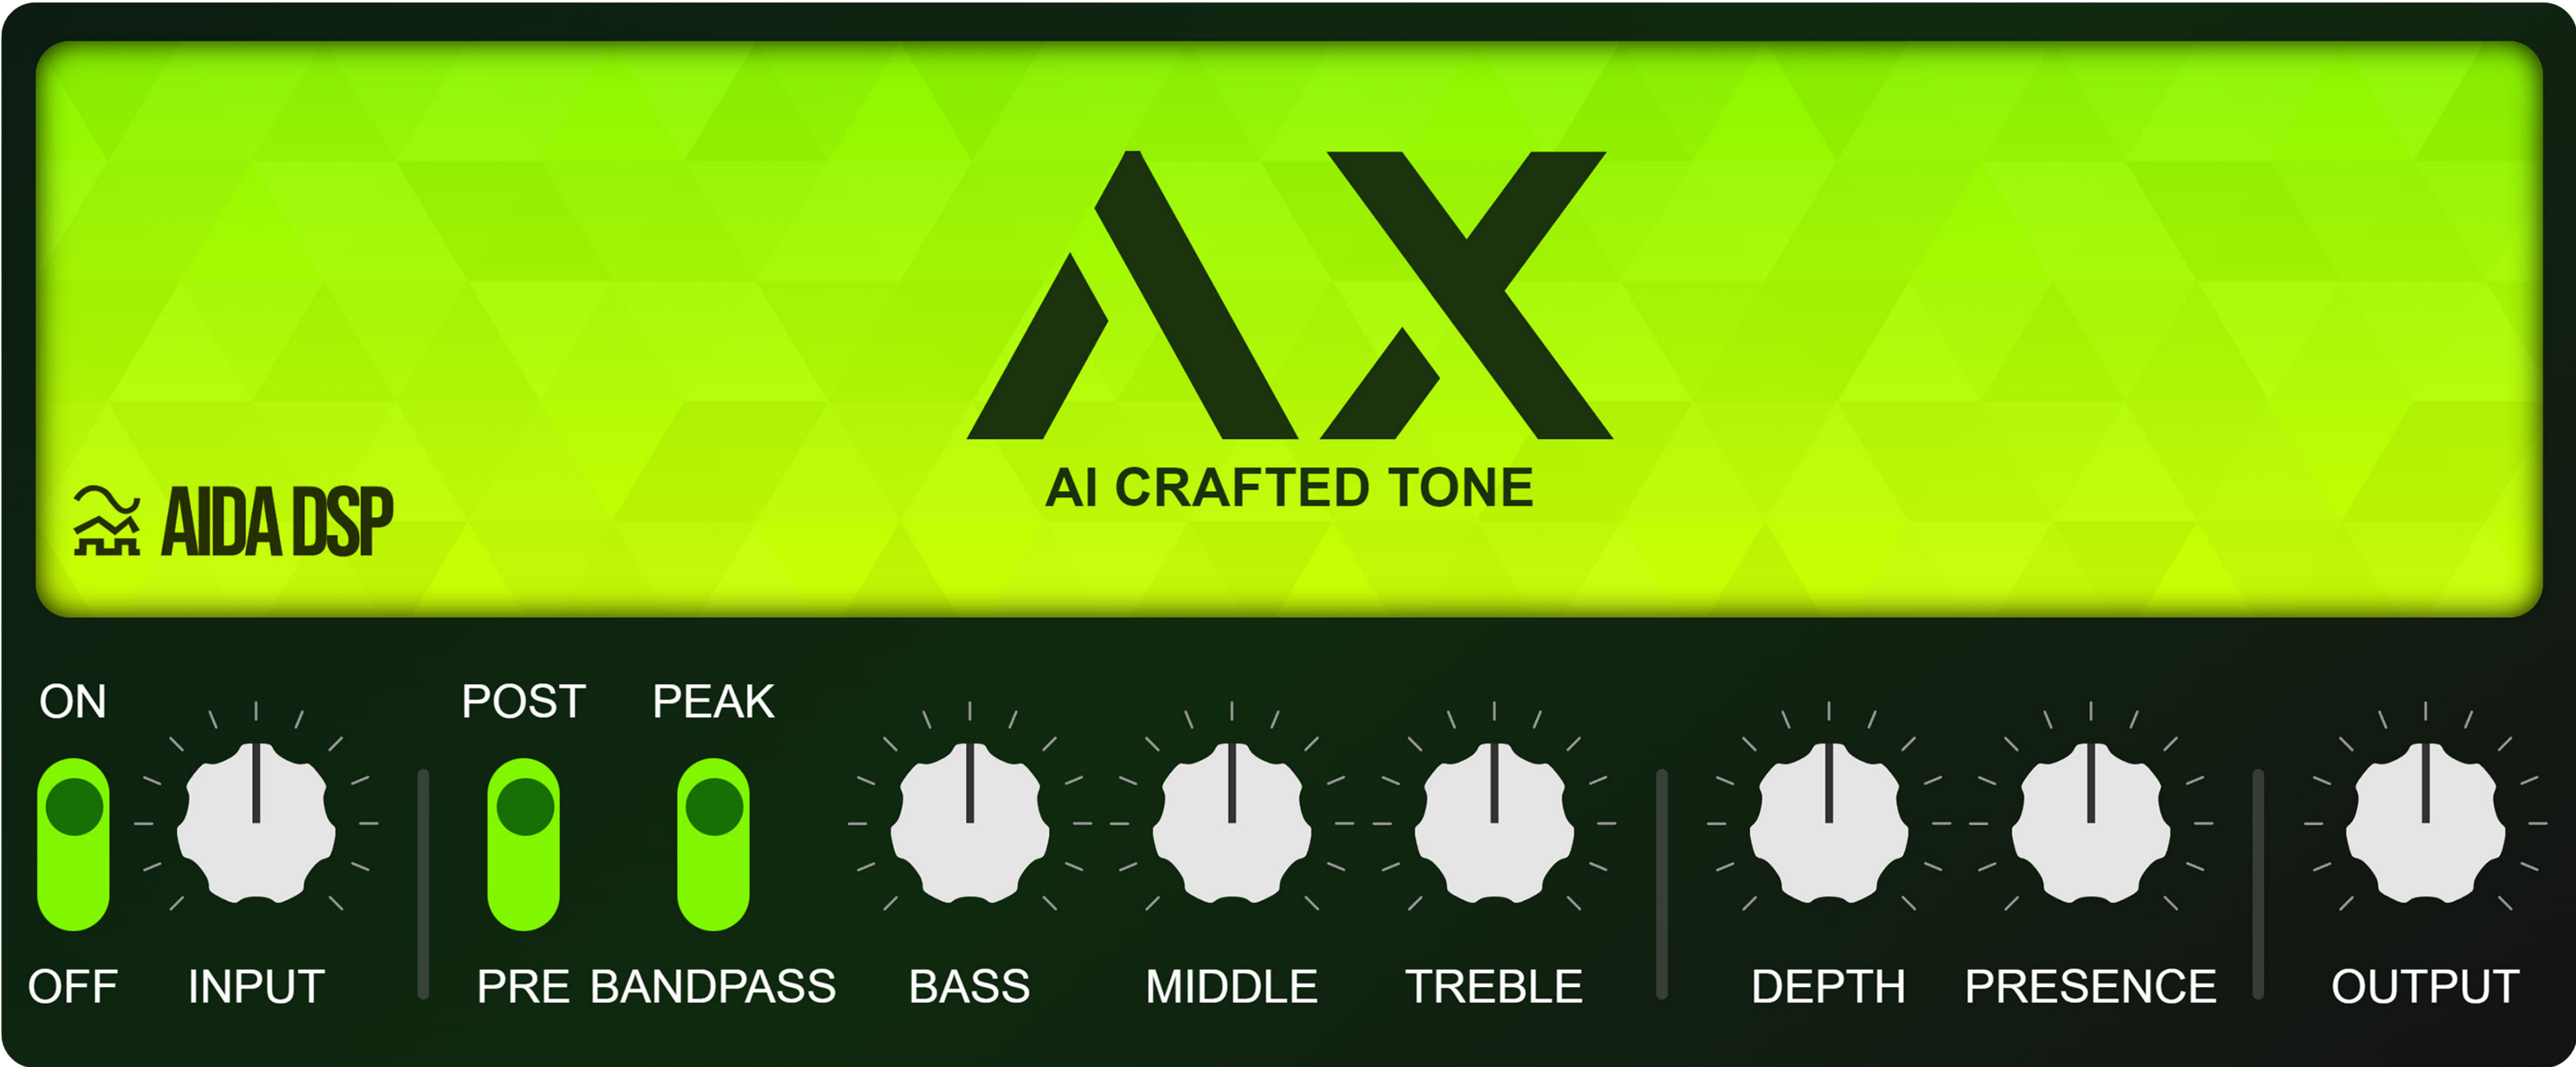 AX
AI CRAFTED TONE
AIDA DSP
ON
POST
PEAK
OFF
INPUT
PRE
BANDPASS
BASS
MIDDLE
TREBLE
DEPTH
PRESENCE
OUTPUT